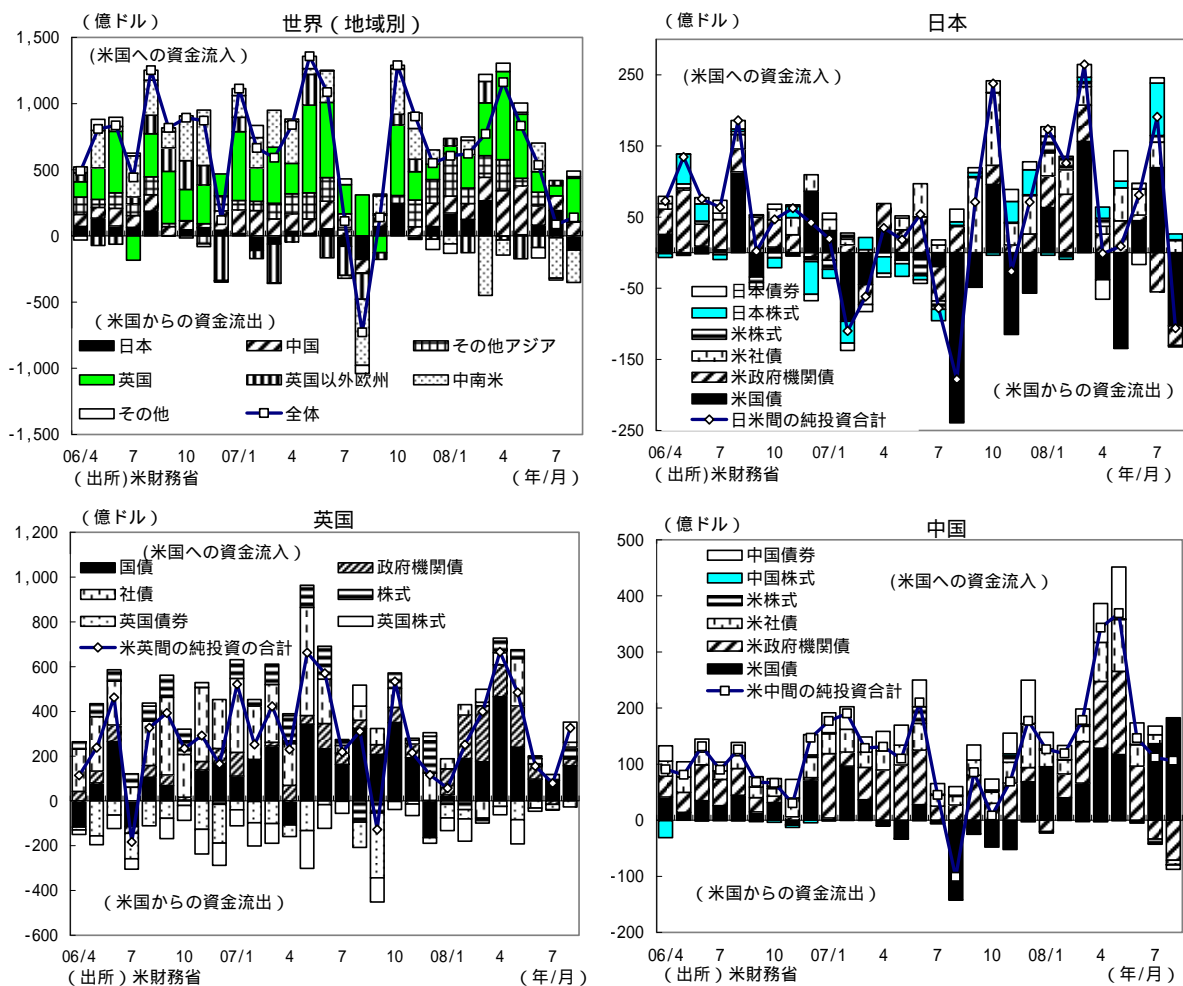 （億ドル）
世界（地域別）
1,500
(米国への資金流入）
1,000
500
0
-500
(米国からの資金流出）
-1,000
-1,500
日本
中国
その他アジア
英国
英国以外欧州
中南米
その他
全体
06/4 7 10 07/1 4 7 10 08/1 4 7
(出所)米財務省
(年/月)
（億ドル）
日本
250
(米国への資金流入）
150
50
-50
-150
-250
日本債券
日本株式
米株式
米社債
米政府機関債
米国債
日米間の純投資合計
(米国からの資金流出）
06/4 7 10 07/1 4 7 10 08/1 4 7
(出所)米財務省
(年/月)
（億ドル）
英国
1,200
(米国への資金流入）
1,000
800
600
400
200
0
-200
-400
-600
国債
政府機関債
社債
株式
英国債券
英国株式
米英間の純投資の合計
(米国からの資金流出）
06/4 7 10 07/1 4 7 10 08/1 4 7
(出所）米財務省
(年/月)
（億ドル）
中国
500
400
300
200
100
0
-100
-200
中国債券
中国株式
米株式
米社債
米政府機関債
米国債
米中間の純投資合計
(米国への資金流入）
(米国からの資金流出）
06/4 7 10 07/1 4 7 10 08/1 4 7
(出所）米財務省
(年/月)